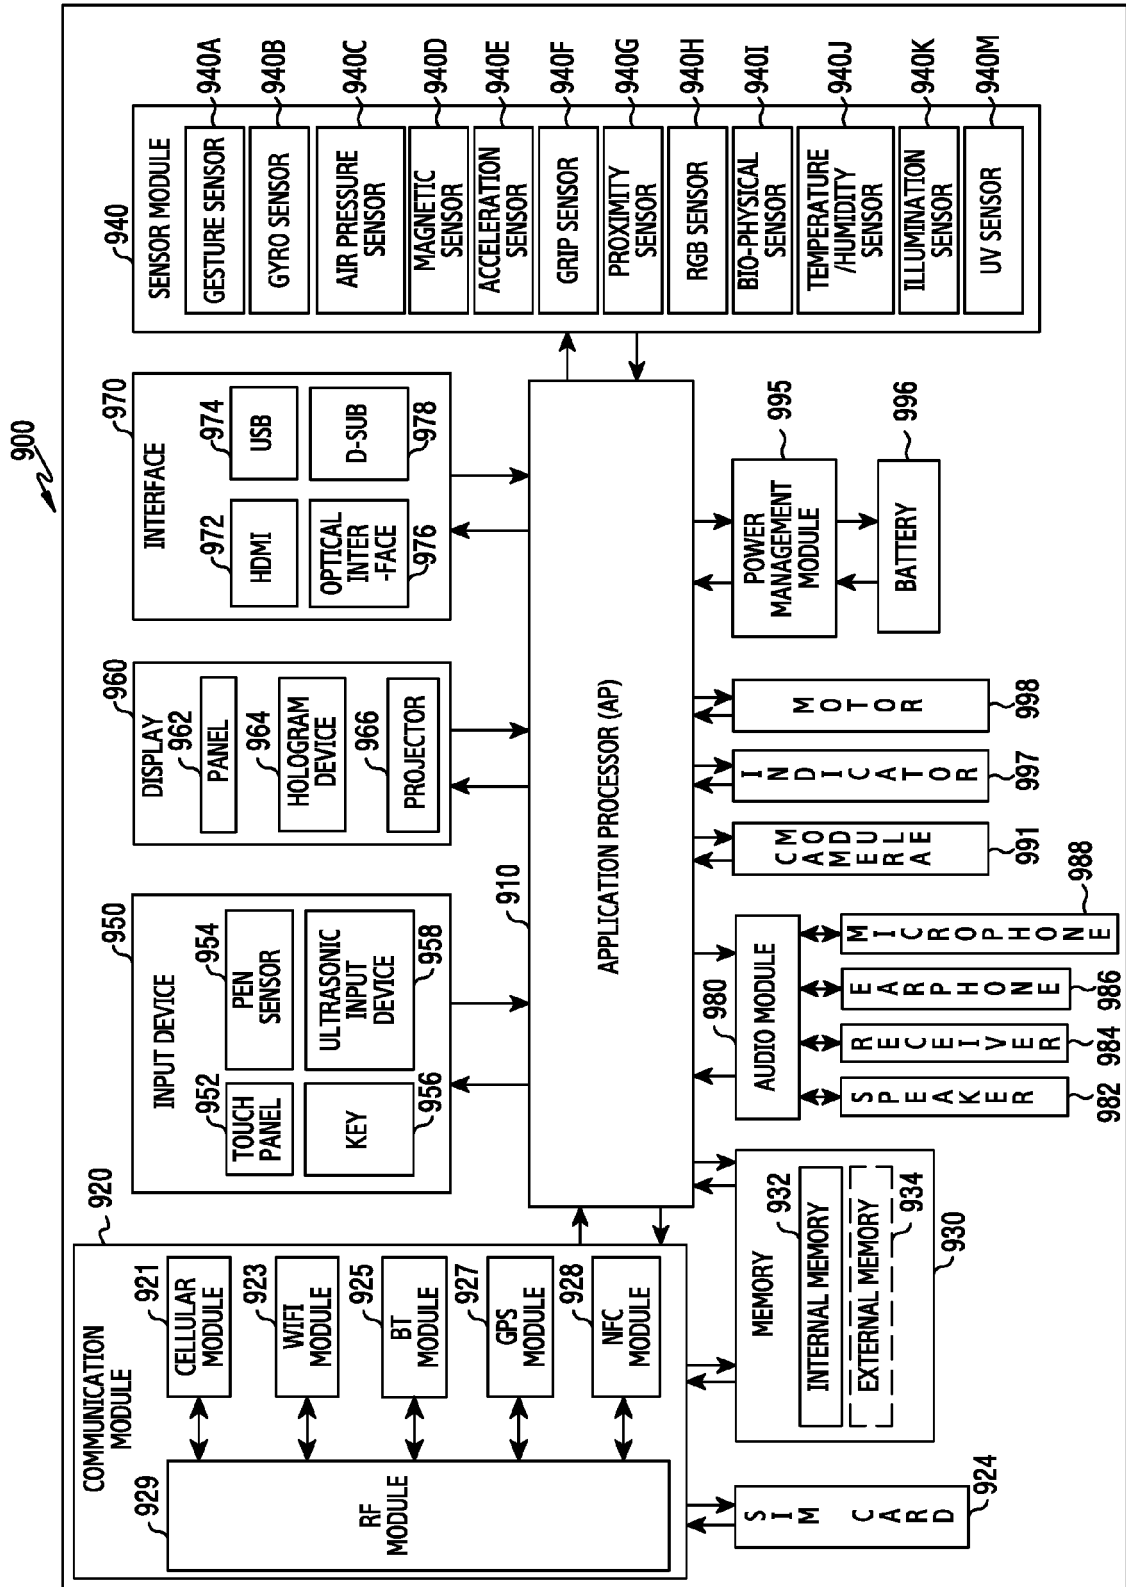 900
920
COMMUNICATION
MODULE
929
RF
MODULE
921
CELLULAR
MODULE
923
WIFI
MODULE
925
BT
MODULE
927
GPS
MODULE
928
NFC
MODULE
950
INPUT DEVICE
952
TOUCH
PANEL
954
PEN
SENSOR
KEY
956
ULTRASONIC
INPUT
DEVICE
958
960
DISPLAY
962
PANEL
964
HOLOGRAM
DEVICE
966
PROJECTOR
970
INTERFACE
972
HDMI
974
USB
OPTICAL
INTER
-FACE
976
D-SUB
978
940
SENSOR MODULE
GESTURE SENSOR
940A
GYRO SENSOR
940B
AIR PRESSURE
SENSOR
940C
MAGNETIC
SENSOR
940D
ACCELERATION
SENSOR
940E
GRIP SENSOR
940F
PROXIMITY
SENSOR
940G
RGB SENSOR
940H
BIO-PHYSICAL
SENSOR
940I
TEMPERATURE
/HUMIDITY
SENSOR
940J
ILLUMINATION
SENSOR
940K
UV SENSOR
940M
910
APPLICATION PROCESSOR (AP)
SIM CARD
924
MEMORY
932
INTERNAL MEMORY
EXTERNAL MEMORY
934
930
980
AUDIO MODULE
SPEAKER
982
RECEIVER
984
EARPHONE
986
MICROPHONE
988
CAMERA
MODULE
991
INDICATOR
997
MOTOR
998
POWER
MANAGEMENT
MODULE
995
BATTERY
996